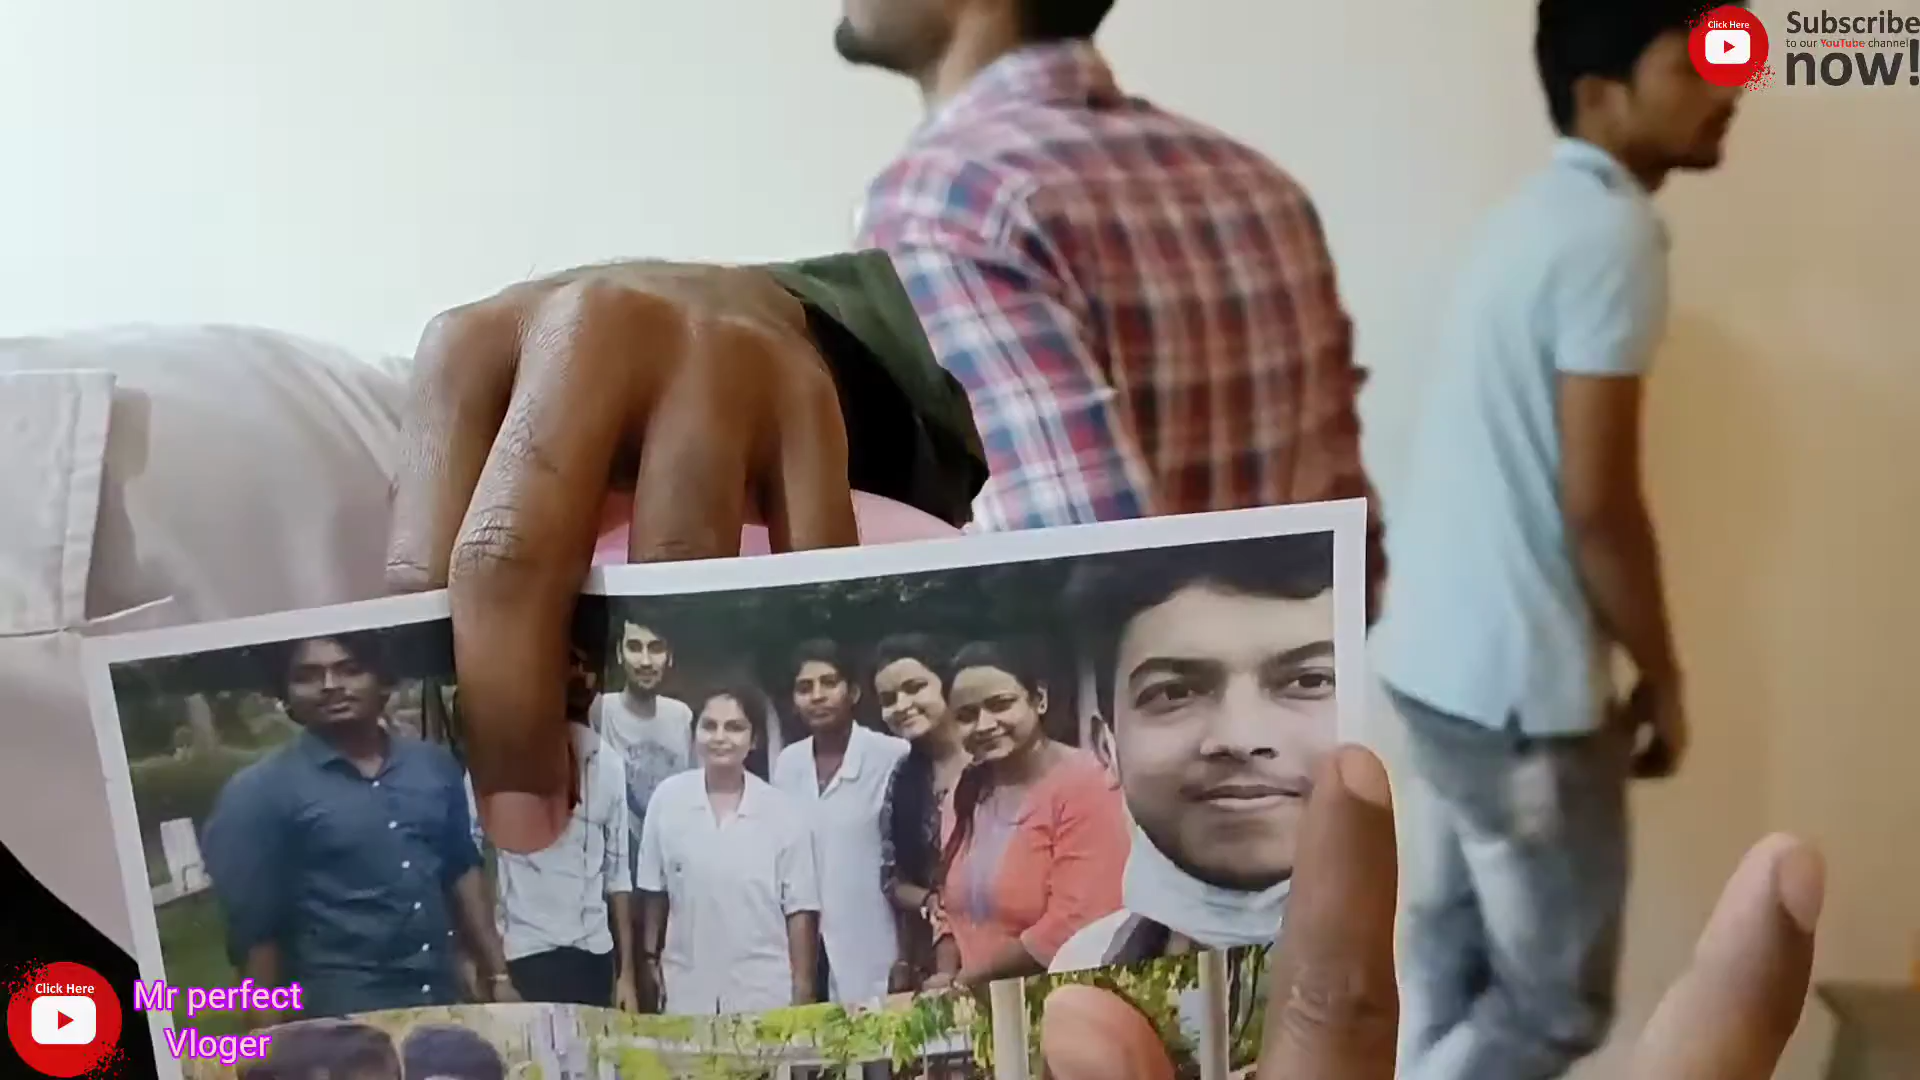 Click Here
Subscribe
to our YouTube channel
now!
Click Here
Mr perfect
Vloger